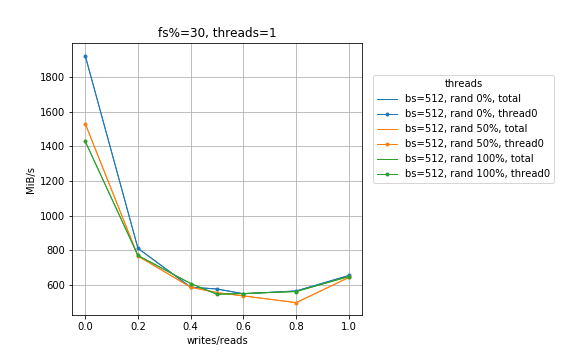 fs%=30, threads=1
MiB/s
1800
1600
1400
1200
1000
800
600
0.0 0.2 0.4 0.6 0.8 1.0
writes/reads
threads
bs=512, rand 0%, total
bs=512, rand 0%, thread0
bs=512, rand 50%, total
bs=512, rand 50%, thread0
bs=512, rand 100%, total
bs=512, rand 100%, thread0